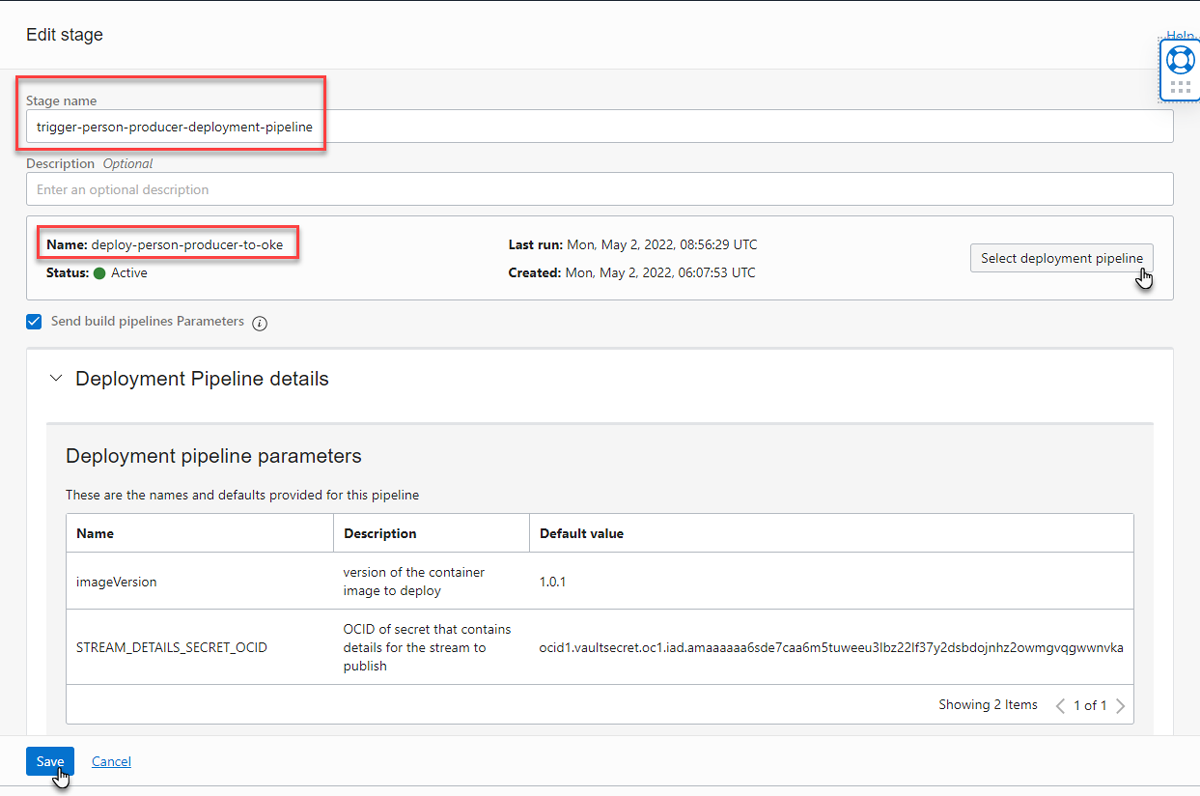 Edit stage
Help
Stage name
trigger-person-producer-deployment-pipeline
Description Optional
Enter an optional description
Name: deploy-person-producer-to-oke
Last run: Mon, May 2, 2022, 08:56:29 UTC
Status: Active
Created: Mon, May 2, 2022, 06:07:53 UTC
Select deployment pipeline
Send build pipelines Parameters
Deployment Pipeline details
Deployment pipeline parameters
These are the names and defaults provided for this pipeline
Name Description Default value
imageVersion
version of the container
image to deploy
1.0.1
STREAM_DETAILS_SECRET_OCID
OCID of secret that contains
details for the stream to
publish
ocid1.vaultsecret.oc1.iad.amaaaaaa6sde7caa6m5tuweeu3lbz22lf37y2dsbdojnhz2owmgvqgwwnvka
Showing 2 Items 1 of 1
Save Cancel